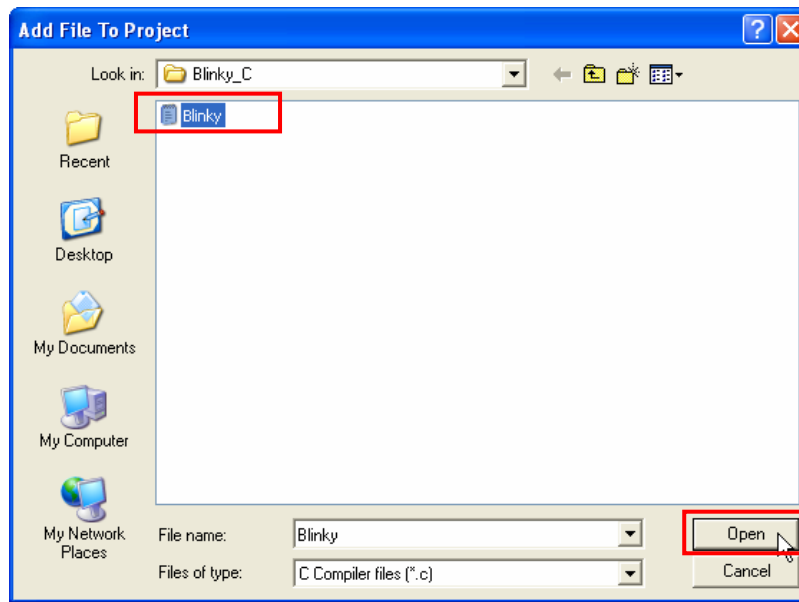 Add File To Project
Look in: Blinky_C
Blinky
Recent
Desktop
My Documents
My Computer
My Network
Places
File name: Blinky Open
Files of type: C Compiler files (*.c) Cancel